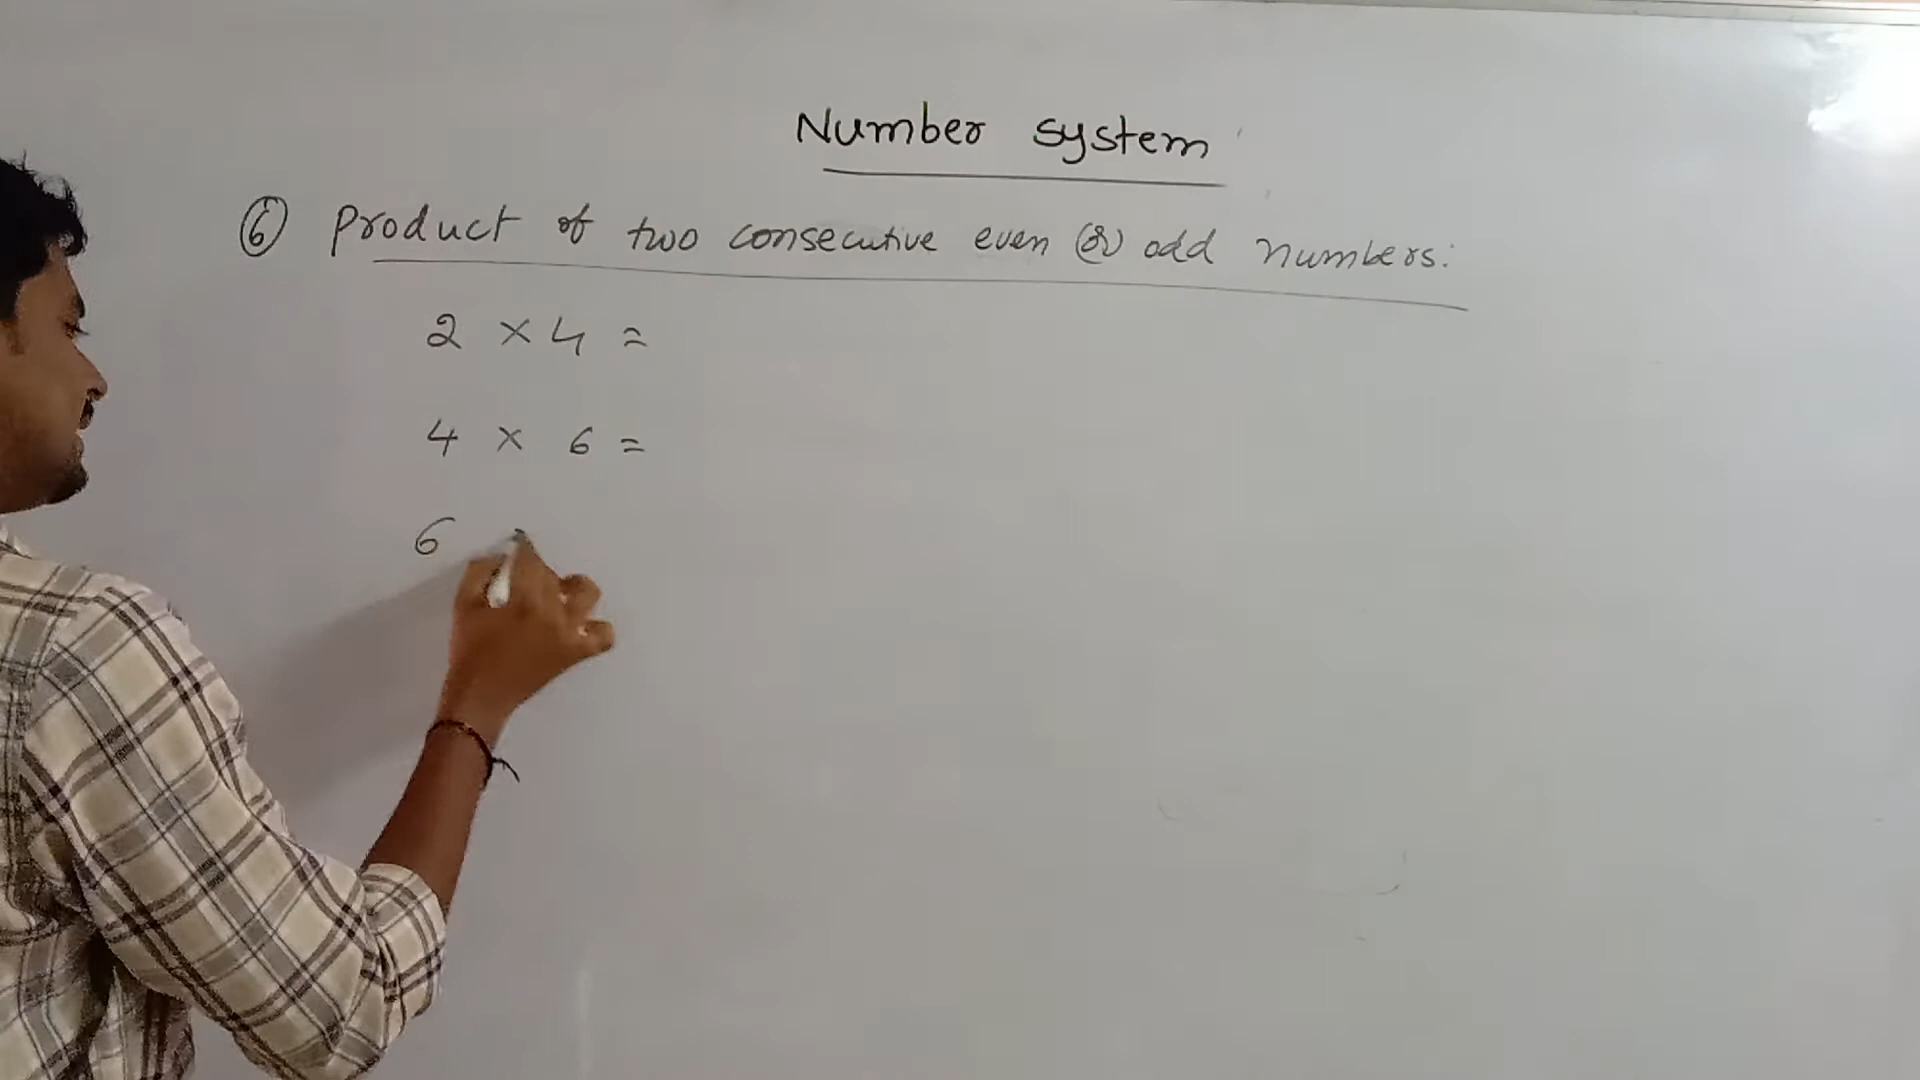 Number system
⑥ Product of two consecutive even (or) odd numbers:
2 × 4 =
4 × 6 =
6